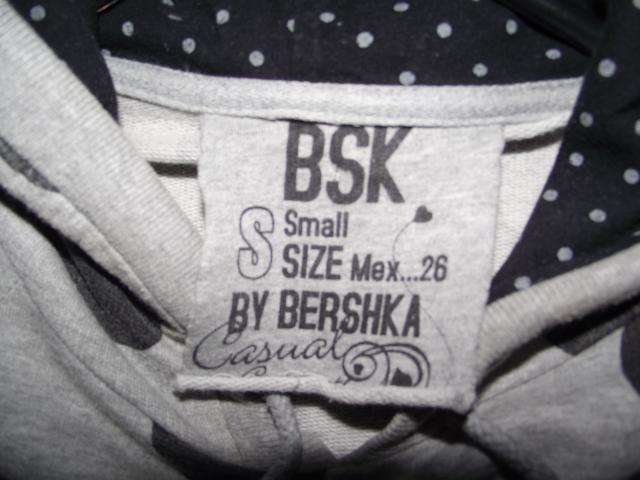 BSK
S Small
SIZE Mex...26
BY BERSHKA
Casual